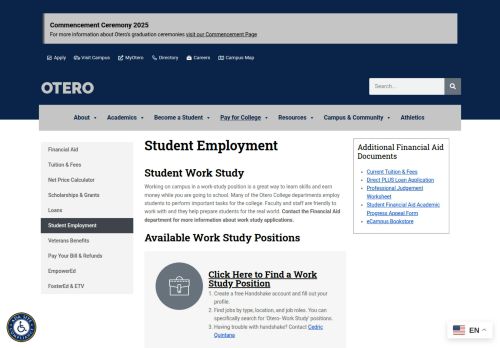 Commencement Ceremony 2025
For more information about Otero's graduation ceremonies visit our Commencement Page
Apply
Visit Campus
MyOtero
Directory
Careers
Campus Map
OTERO
Search...
About
Academics
Become a Student
Pay for College
Resources
Campus & Community
Athletics
Financial Aid
Tuition & Fees
Net Price Calculator
Scholarships & Grants
Loans
Student Employment
Veterans Benefits
Pay Your Bill & Refunds
EmpowerEd
FosterEd & ETV
Student Employment
Student Work Study
Working on campus in a work-study position is a great way to learn skills and earn
money while you are going to school. Many of the Otero College departments employ
students to perform important tasks for the college. Faculty and staff are friendly to
work with and they help prepare students for the real world. Contact the Financial Aid
department for more information about work study applications.
Available Work Study Positions
Click Here to Find a Work
Study Position
1. Create a free Handshake account and fill out your
profile.
2. Find jobs by type, location, and job roles. You can
specifically search for 'Otero- Work Study' positions.
3. Having trouble with handshake? Contact Cedric
Quintana
Additional Financial Aid
Documents
Current Tuition & Fees
Direct PLUS Loan Application
Professional Judgement
Worksheet
Student Financial Aid Academic
Progress Appeal Form
eCampus Bookstore
EN